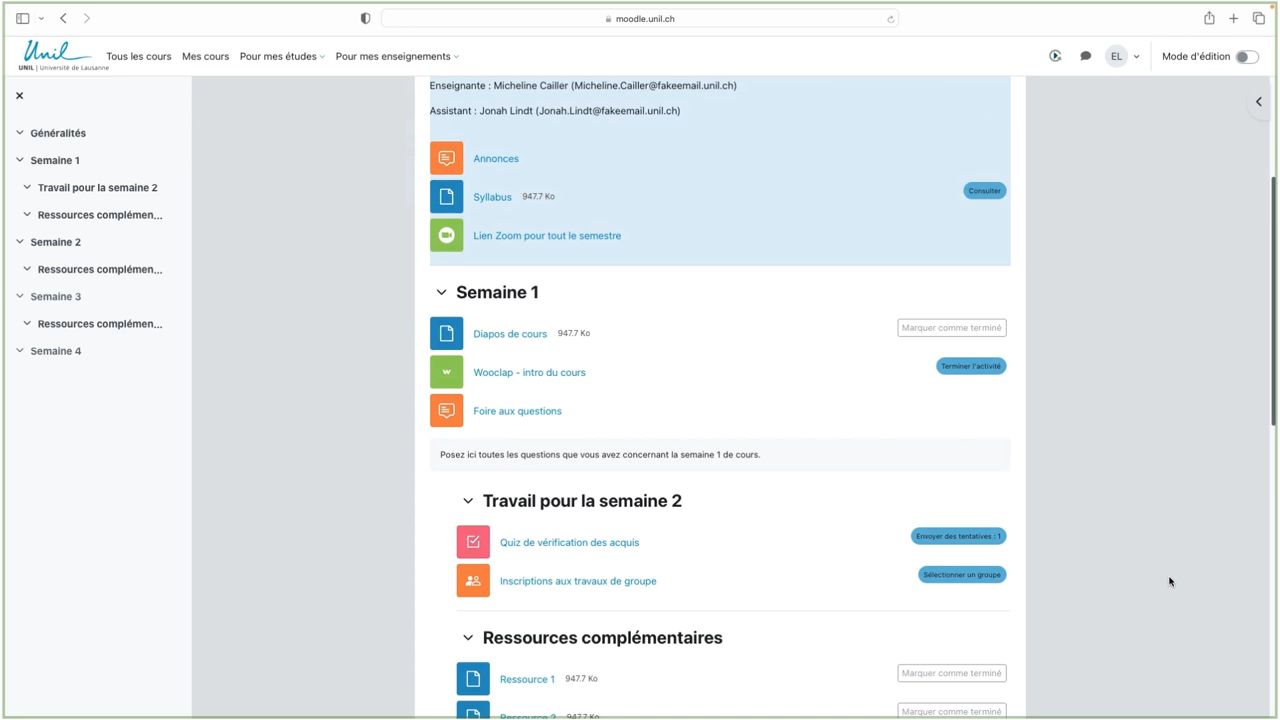 moodle.unil.ch
Unil
UNIL | Université de Lausanne
Tous les cours
Mes cours
Pour mes études
Pour mes enseignements
EL
Mode d'édition
Généralités
Semaine 1
Travail pour la semaine 2
Ressources complémen...
Semaine 2
Ressources complémen...
Semaine 3
Ressources complémen...
Semaine 4
Enseignante : Micheline Cailler (Micheline.Cailler@fakeemail.unil.ch)
Assistant : Jonah Lindt (Jonah.Lindt@fakeemail.unil.ch)
Annonces
Syllabus 947.7 Ko
Consulter
Lien Zoom pour tout le semestre
Semaine 1
Diapos de cours 947.7 Ko
Marquer comme terminé
w
Wooclap - intro du cours
Terminer l'activité
Foire aux questions
Posez ici toutes les questions que vous avez concernant la semaine 1 de cours.
Travail pour la semaine 2
Quiz de vérification des acquis
Envoyer des tentatives : 1
Inscriptions aux travaux de groupe
Sélectionner un groupe
Ressources complémentaires
Ressource 1 947.7 Ko
Marquer comme terminé
Ressource 2 947.7 Ko
Marquer comme terminé